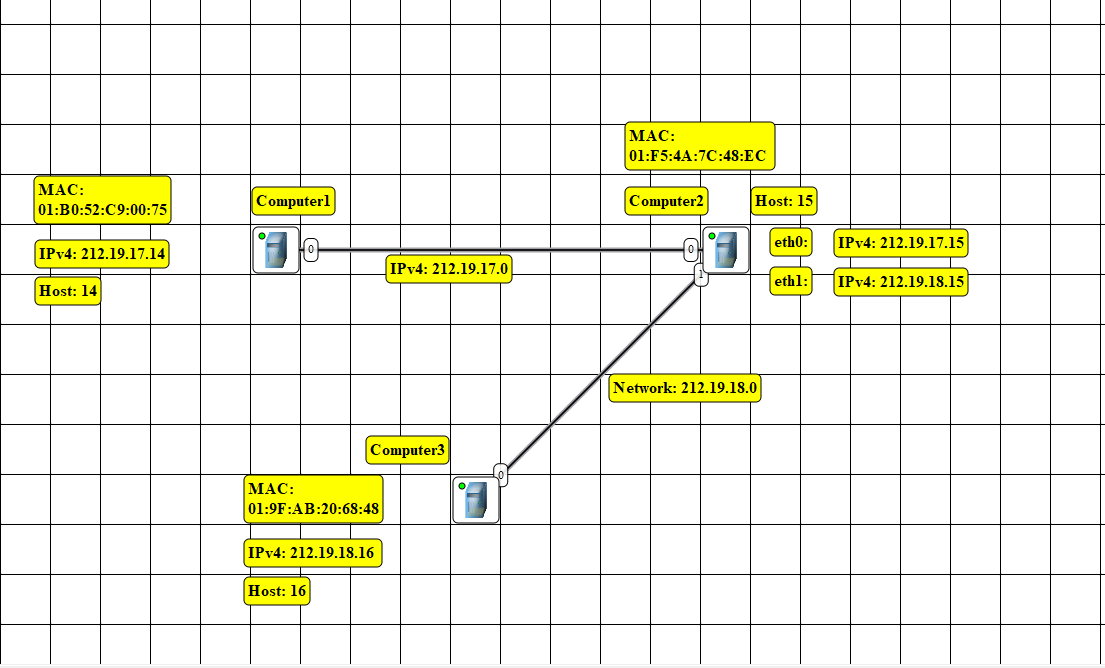 MAC:
01:F5:4A:7C:48:EC
MAC:
01:B0:52:C9:00:75
Computer1
Computer2
Host: 15
IPv4: 212.19.17.14
0
0
eth0:
IPv4: 212.19.17.15
IPv4: 212.19.17.0
1
eth1:
IPv4: 212.19.18.15
Host: 14
Network: 212.19.18.0
Computer3
0
MAC:
01:9F:AB:20:68:48
IPv4: 212.19.18.16
Host: 16